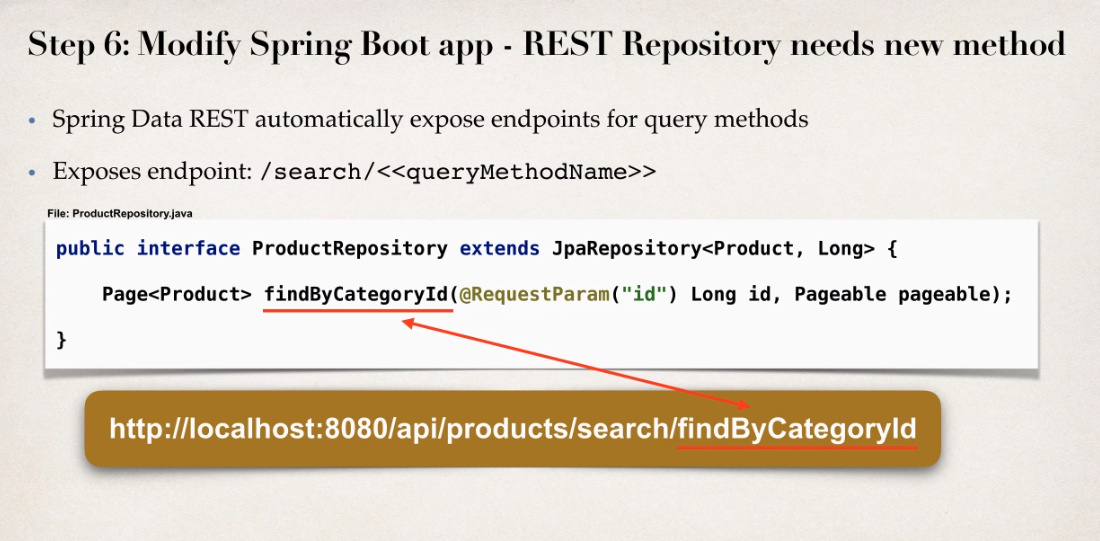 Step 6: Modify Spring Boot app - REST Repository needs new method
• Spring Data REST automatically expose endpoints for query methods
• Exposes endpoint: /search/<<queryMethodName>>
File: ProductRepository.java
public interface ProductRepository extends JpaRepository<Product, Long> {
Page<Product> findByCategoryId(@RequestParam("id") Long id, Pageable pageable);
}
http://localhost:8080/api/products/search/findByCategoryId